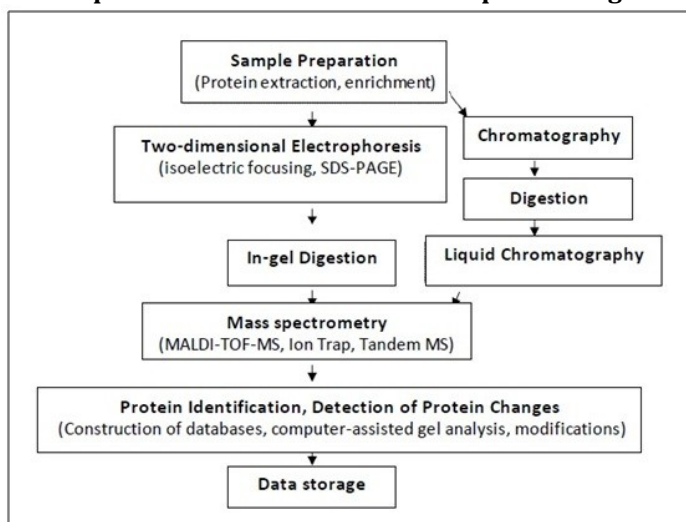 Sample Preparation
(Protein extraction, enrichment)
Two-dimensional Electrophoresis
(isoelectric focusing, SDS-PAGE)
Chromatography
Digestion
In-gel Digestion
Liquid Chromatography
Mass spectrometry
(MALDI-TOF-MS, Ion Trap, Tandem MS)
Protein Identification, Detection of Protein Changes
(Construction of databases, computer-assisted gel analysis, modifications)
Data storage